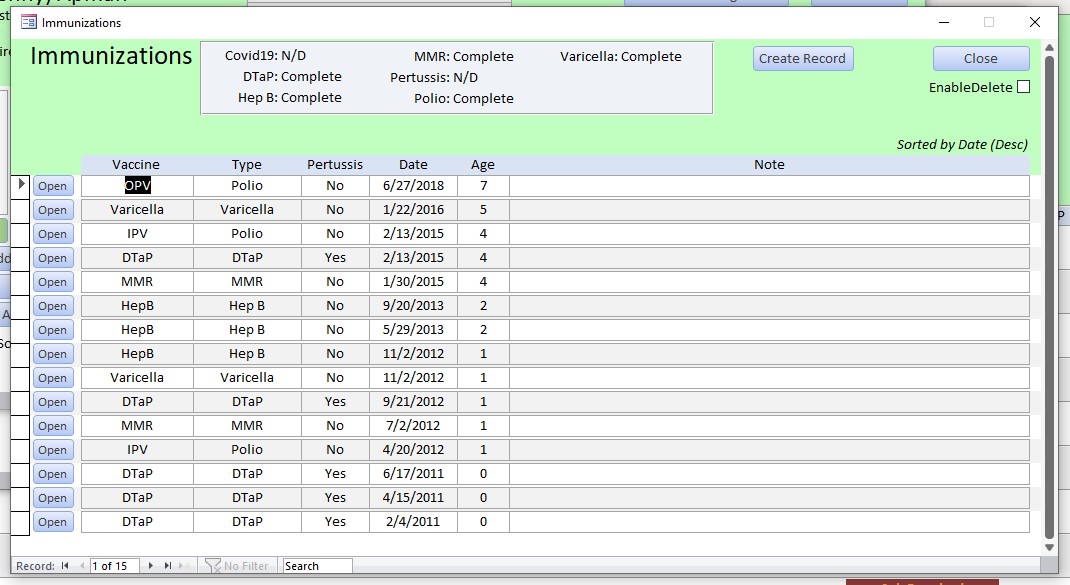 Immunizations
Immunizations
Covid19: N/D MMR: Complete Varicella: Complete
DTaP: Complete Pertussis: N/D
Hep B: Complete Polio: Complete
Create Record
Close
EnableDelete
Sorted by Date (Desc)
Vaccine Type Pertussis Date Age Note
Open OPV Polio No 6/27/2018 7
Open Varicella Varicella No 1/22/2016 5
Open IPV Polio No 2/13/2015 4
Open DTaP DTaP Yes 2/13/2015 4
Open MMR MMR No 1/30/2015 4
Open HepB Hep B No 9/20/2013 2
Open HepB Hep B No 5/29/2013 2
Open HepB Hep B No 11/2/2012 1
Open Varicella Varicella No 11/2/2012 1
Open DTaP DTaP Yes 9/21/2012 1
Open MMR MMR No 7/2/2012 1
Open IPV Polio No 4/20/2012 1
Open DTaP DTaP Yes 6/17/2011 0
Open DTaP DTaP Yes 4/15/2011 0
Open DTaP DTaP Yes 2/4/2011 0
Record: 1 of 15 No Filter Search